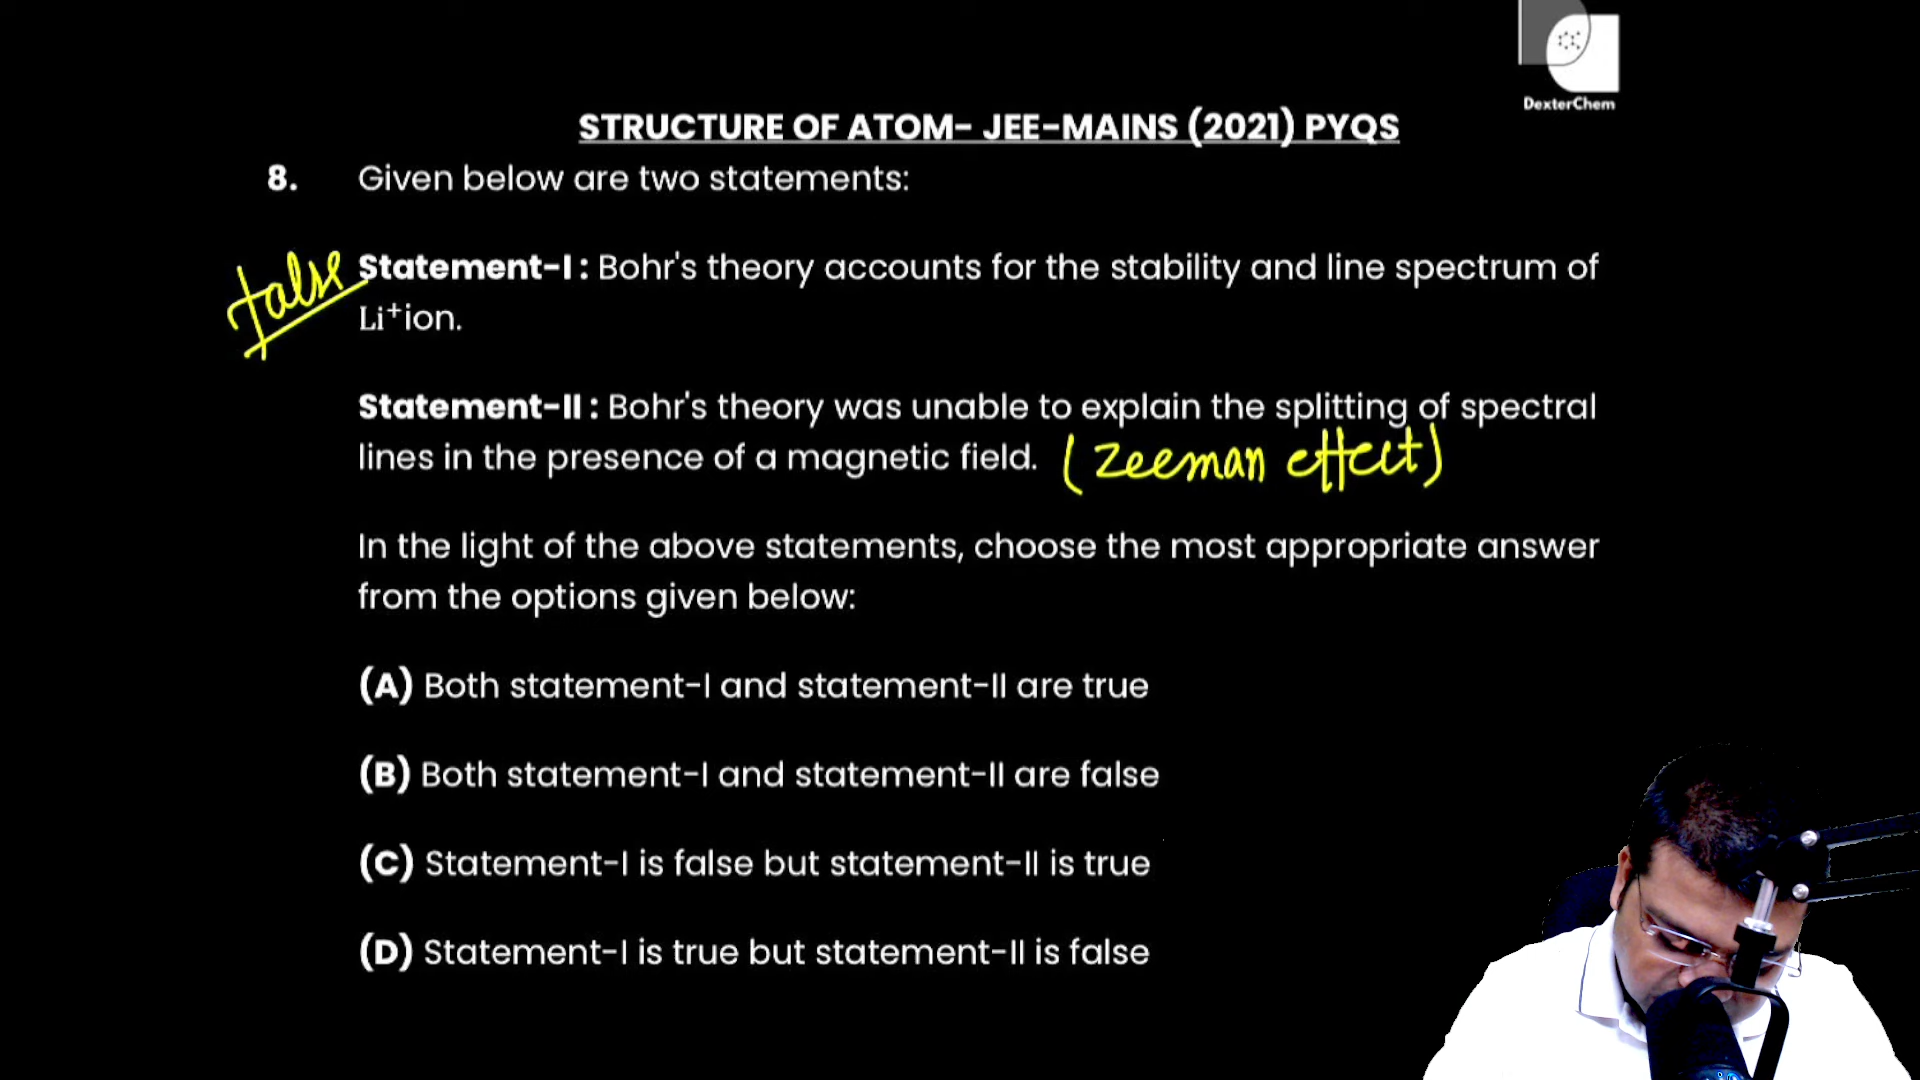 DexterChem
STRUCTURE OF ATOM- JEE-MAINS (2021) PYQS
8. Given below are two statements:
false
Statement-I : Bohr's theory accounts for the stability and line spectrum of
Li⁺ion.
Statement-II : Bohr's theory was unable to explain the splitting of spectral
lines in the presence of a magnetic field. (Zeeman effect)
In the light of the above statements, choose the most appropriate answer
from the options given below:
(A) Both statement-I and statement-II are true
(B) Both statement-I and statement-II are false
(C) Statement-I is false but statement-II is true
(D) Statement-I is true but statement-II is false